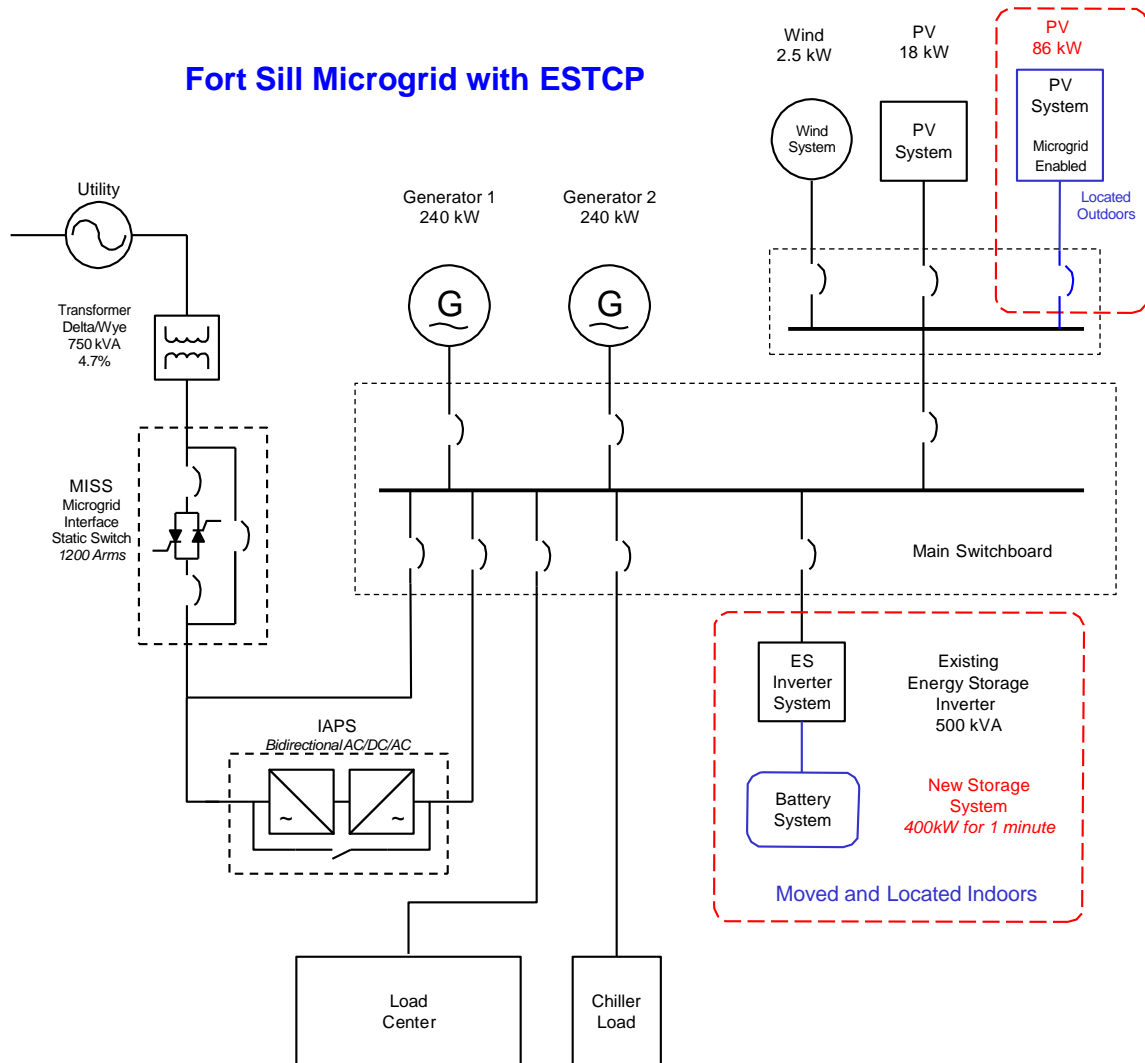 Fort Sill Microgrid with ESTCP
Wind
2.5 kW
PV
18 kW
PV
86 kW
Wind
System
PV
System
PV
System
Microgrid
Enabled
Located
Outdoors
Utility
Generator 1
240 kW
Generator 2
240 kW
G
G
Transformer
Delta/Wye
750 kVA
4.7%
MISS
Microgrid
Interface
Static Switch
1200 Arms
Main Switchboard
IAPS
Bidirectional AC/DC/AC
~
~
ES
Inverter
System
Existing
Energy Storage
Inverter
500 kVA
Battery
System
New Storage
System
400kW for 1 minute
Moved and Located Indoors
Load
Center
Chiller
Load